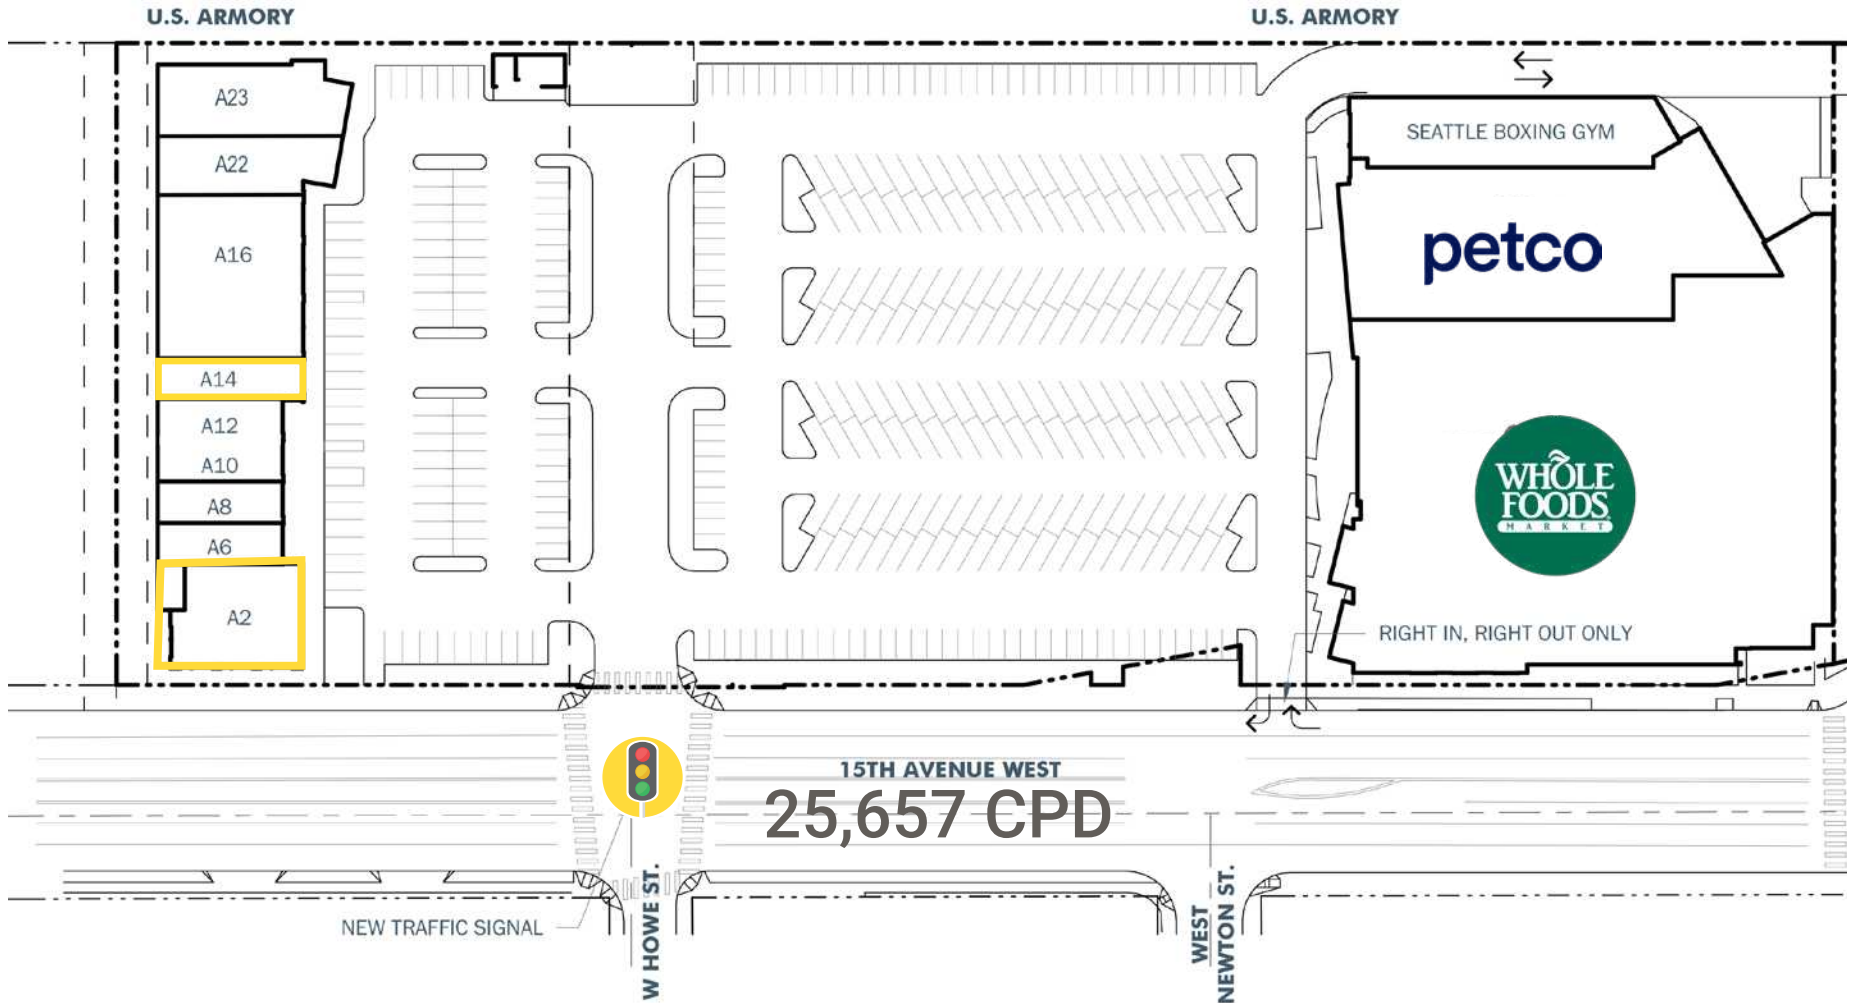 U.S. ARMORY
U.S. ARMORY
A23
A22
A16
A14
A12
A10
A8
A6
A2
SEATTLE BOXING GYM
petco
WHOLE
FOODS
MARKET
RIGHT IN, RIGHT OUT ONLY
15TH AVENUE WEST
25,657 CPD
NEW TRAFFIC SIGNAL
W HOWE ST.
WEST
NEWTON ST.